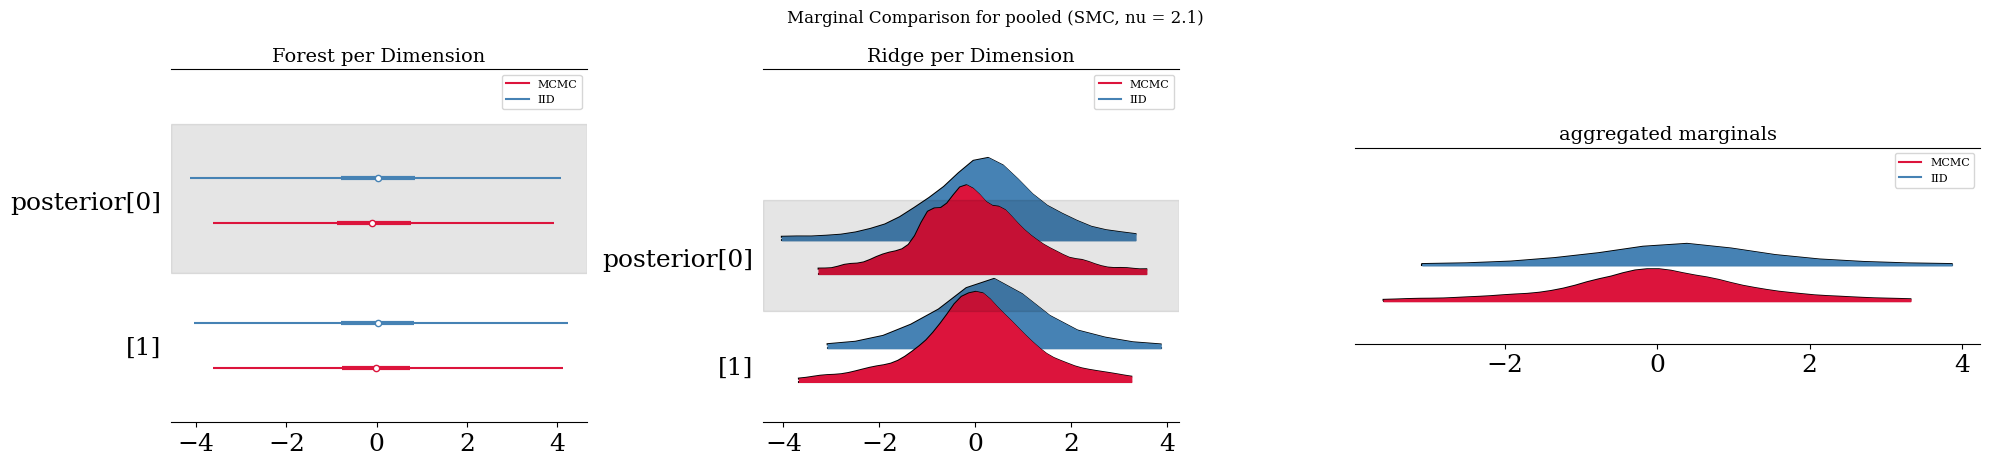 Marginal Comparison for pooled (SMC, nu = 2.1)
Forest per Dimension
MCMC
IID
posterior[0]
[1]
−4 −2 0 2 4
Ridge per Dimension
MCMC
IID
posterior[0]
[1]
−4 −2 0 2 4
aggregated marginals
MCMC
IID
−2 0 2 4